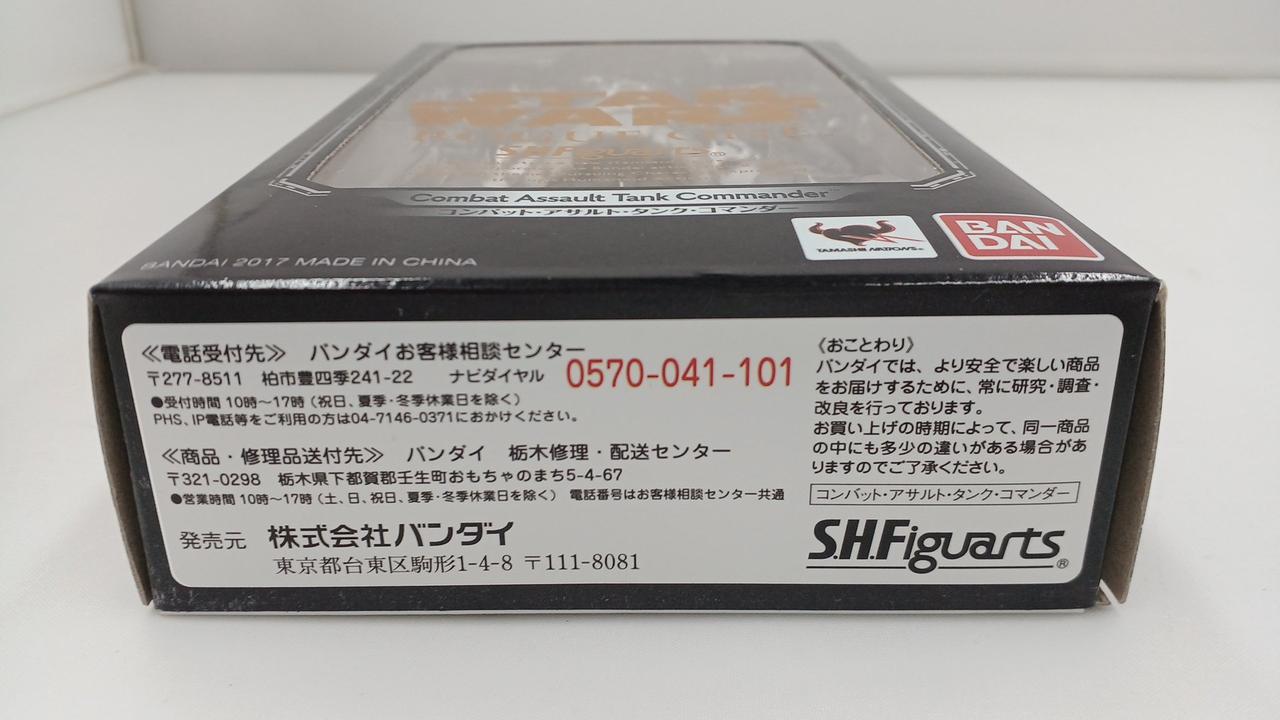 STAR
WARS
ROGUE ONE
S.H.Figuarts®
Combat Assault Tank Commander™
コンバット・アサルト・タンク・コマンダー
TAMASHII NATIONS
BAN
DAI
BANDAI 2017 MADE IN CHINA
≪電話受付先≫ バンダイお客様相談センター
〒277-8511 柏市豊四季241-22 ナビダイヤル 0570-041-101
●受付時間 10時～17時（祝日、夏季・冬季休業日を除く）
PHS、IP電話等をご利用の方は04-7146-0371におかけください。
≪商品・修理品送付先≫ バンダイ 栃木修理・配送センター
〒321-0298 栃木県下都賀郡壬生町おもちゃのまち5-4-67
●営業時間 10時～17時（土、日、祝日、夏季・冬季休業日を除く） 電話番号はお客様相談センター共通
発売元 株式会社バンダイ
東京都台東区駒形1-4-8 〒111-8081
《おことわり》
バンダイでは、より安全で楽しい商品
をお届けするために、常に研究・調査・
改良を行っております。
お買い上げの時期によって、同一商品
の中にも多少の違いがある場合があ
りますのでご了承ください。
コンバット・アサルト・タンク・コマンダー
S.H.Figuarts®